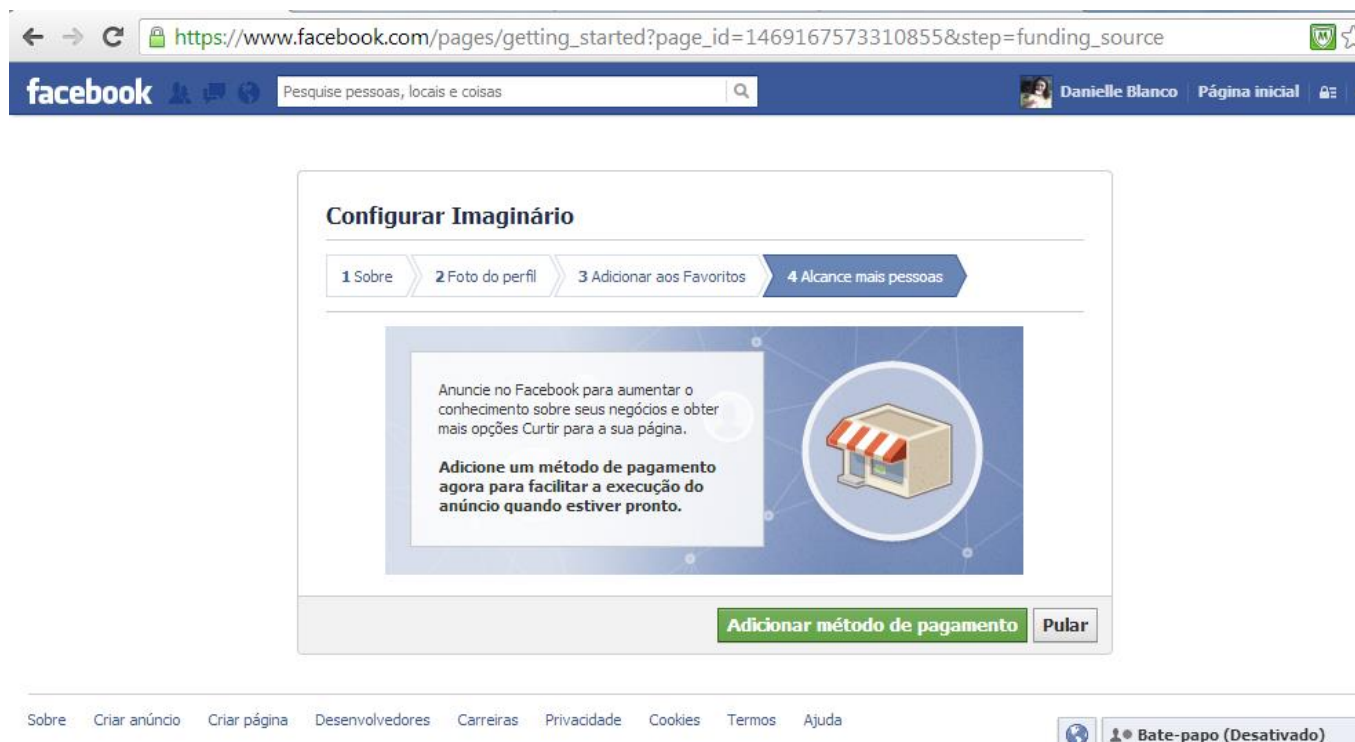 https://www.facebook.com/pages/getting_started?page_id=1469167573310855&step=funding_source
facebook Pesquise pessoas, locais e coisas Danielle Blanco Página inicial
Configurar Imaginário
1 Sobre 2 Foto do perfil 3 Adicionar aos Favoritos 4 Alcance mais pessoas
Anuncie no Facebook para aumentar o
conhecimento sobre seus negócios e obter
mais opções Curtir para a sua página.
Adicione um método de pagamento
agora para facilitar a execução do
anúncio quando estiver pronto.
Adicionar método de pagamento Pular
Sobre Criar anúncio Criar página Desenvolvedores Carreiras Privacidade Cookies Termos Ajuda
Bate-papo (Desativado)